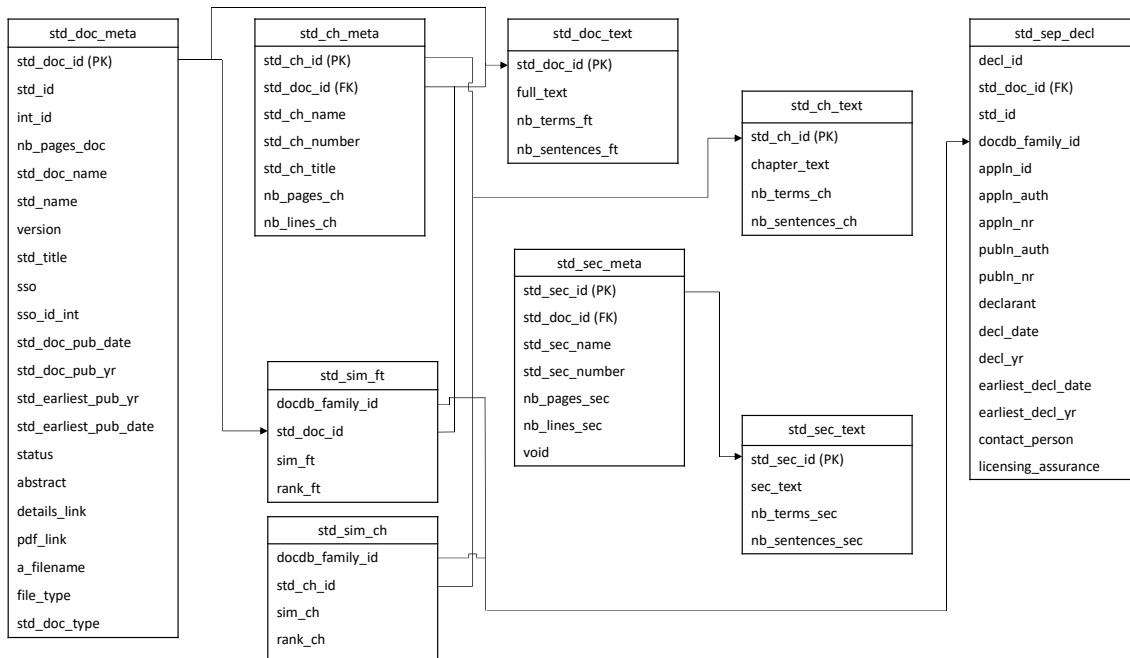 std_doc_meta
std_doc_id (PK)
std_id
int_id
nb_pages_doc
std_doc_name
std_name
version
std_title
sso
sso_id_int
std_doc_pub_date
std_doc_pub_yr
std_earliest_pub_yr
std_earliest_pub_date
status
abstract
details_link
pdf_link
a_filename
file_type
std_doc_type
std_ch_meta
std_ch_id (PK)
std_doc_id (FK)
std_ch_name
std_ch_number
std_ch_title
nb_pages_ch
nb_lines_ch
std_sim_ft
docdb_family_id
std_doc_id
sim_ft
rank_ft
std_sim_ch
docdb_family_id
std_ch_id
sim_ch
rank_ch
std_doc_text
std_doc_id (PK)
full_text
nb_terms_ft
nb_sentences_ft
std_sec_meta
std_sec_id (PK)
std_doc_id (FK)
std_sec_name
std_sec_number
nb_pages_sec
nb_lines_sec
void
std_ch_text
std_ch_id (PK)
chapter_text
nb_terms_ch
nb_sentences_ch
std_sec_text
std_sec_id (PK)
sec_text
nb_terms_sec
nb_sentences_sec
std_sep_decl
decl_id
std_doc_id (FK)
std_id
docdb_family_id
appln_id
appln_auth
appln_nr
publn_auth
publn_nr
declarant
decl_date
decl_yr
earliest_decl_date
earliest_decl_yr
contact_person
licensing_assurance